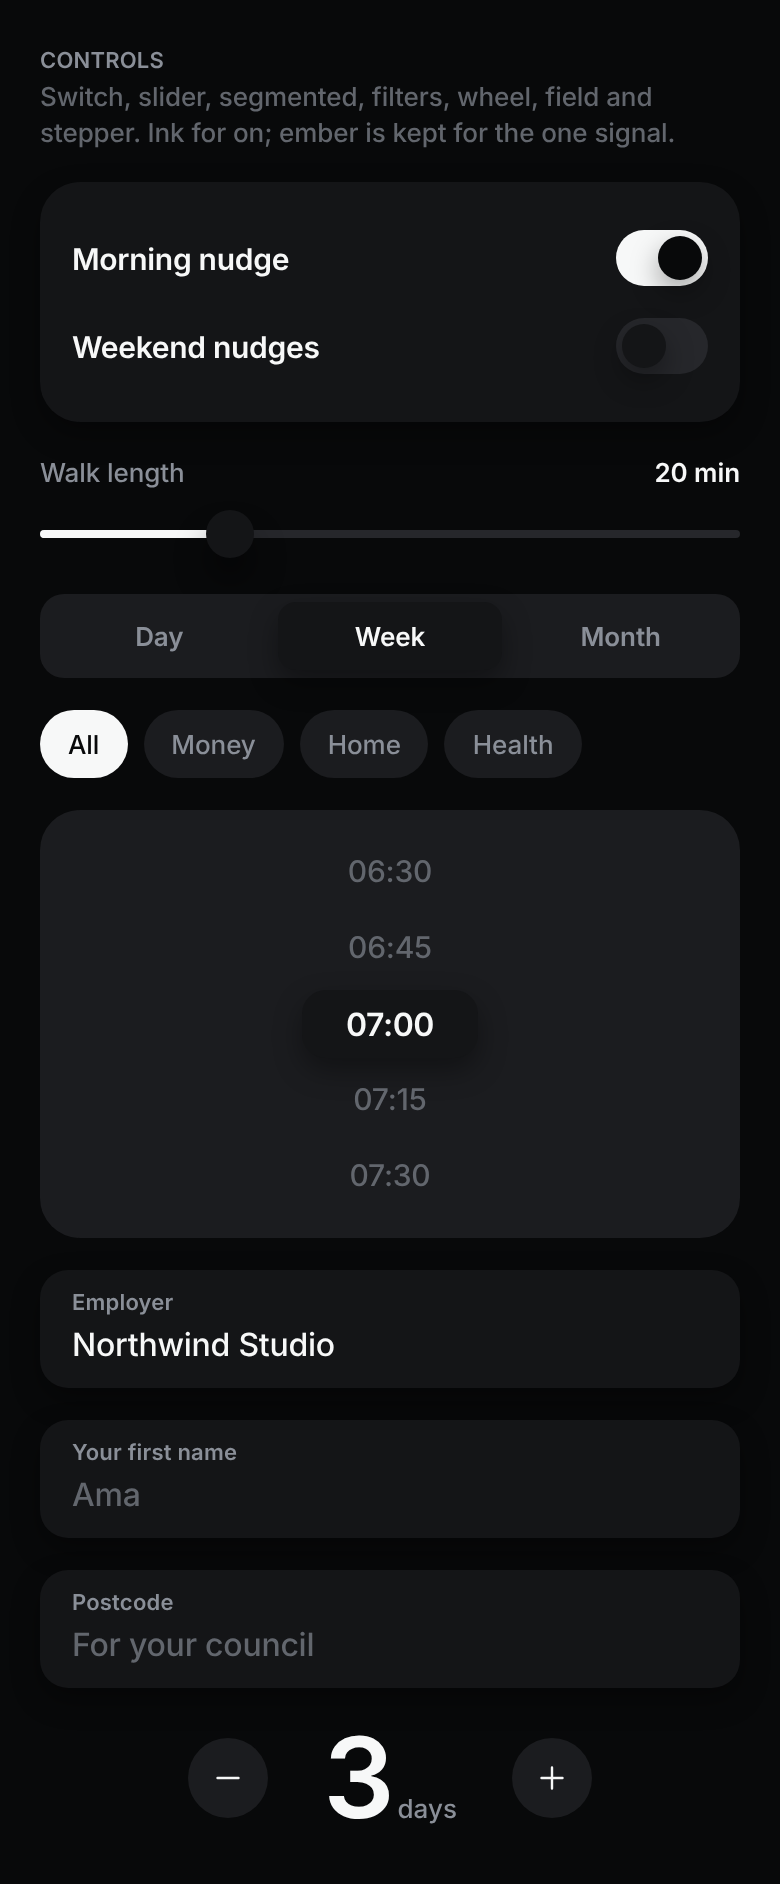 CONTROLS
Switch, slider, segmented, filters, wheel, field and
stepper. Ink for on; ember is kept for the one signal.
Morning nudge
Weekend nudges
Walk length 20 min
Day Week Month
All Money Home Health
06:30
06:45
07:00
07:15
07:30
Employer
Northwind Studio
Your first name
Ama
Postcode
For your council
3 days